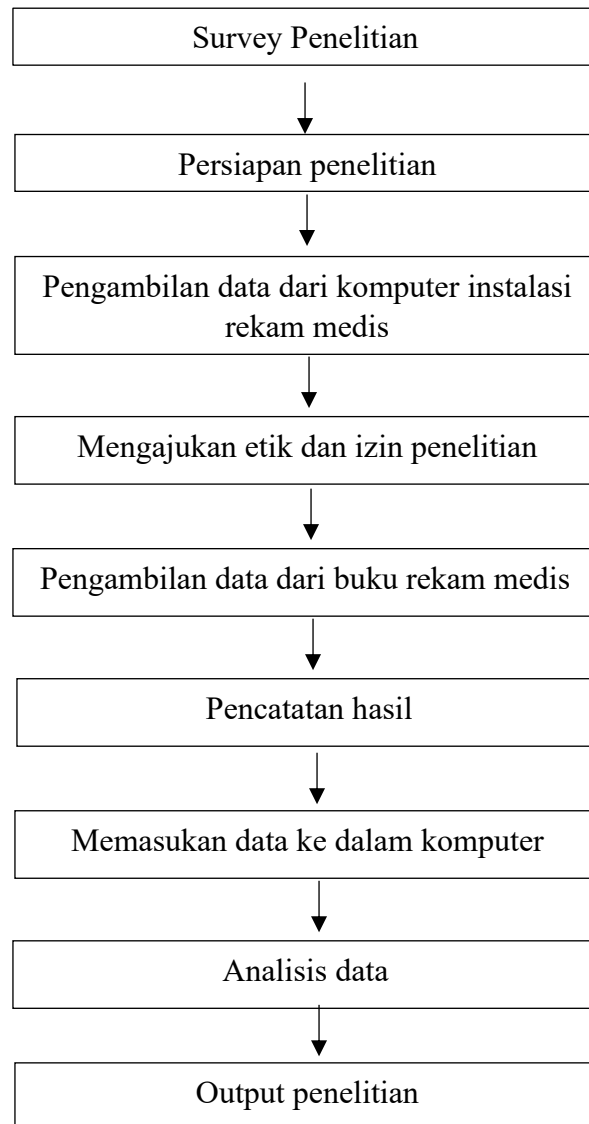 Survey Penelitian
Persiapan penelitian
Pengambilan data dari komputer instalasi
rekam medis
Mengajukan etik dan izin penelitian
Pengambilan data dari buku rekam medis
Pencatatan hasil
Memasukan data ke dalam komputer
Analisis data
Output penelitian